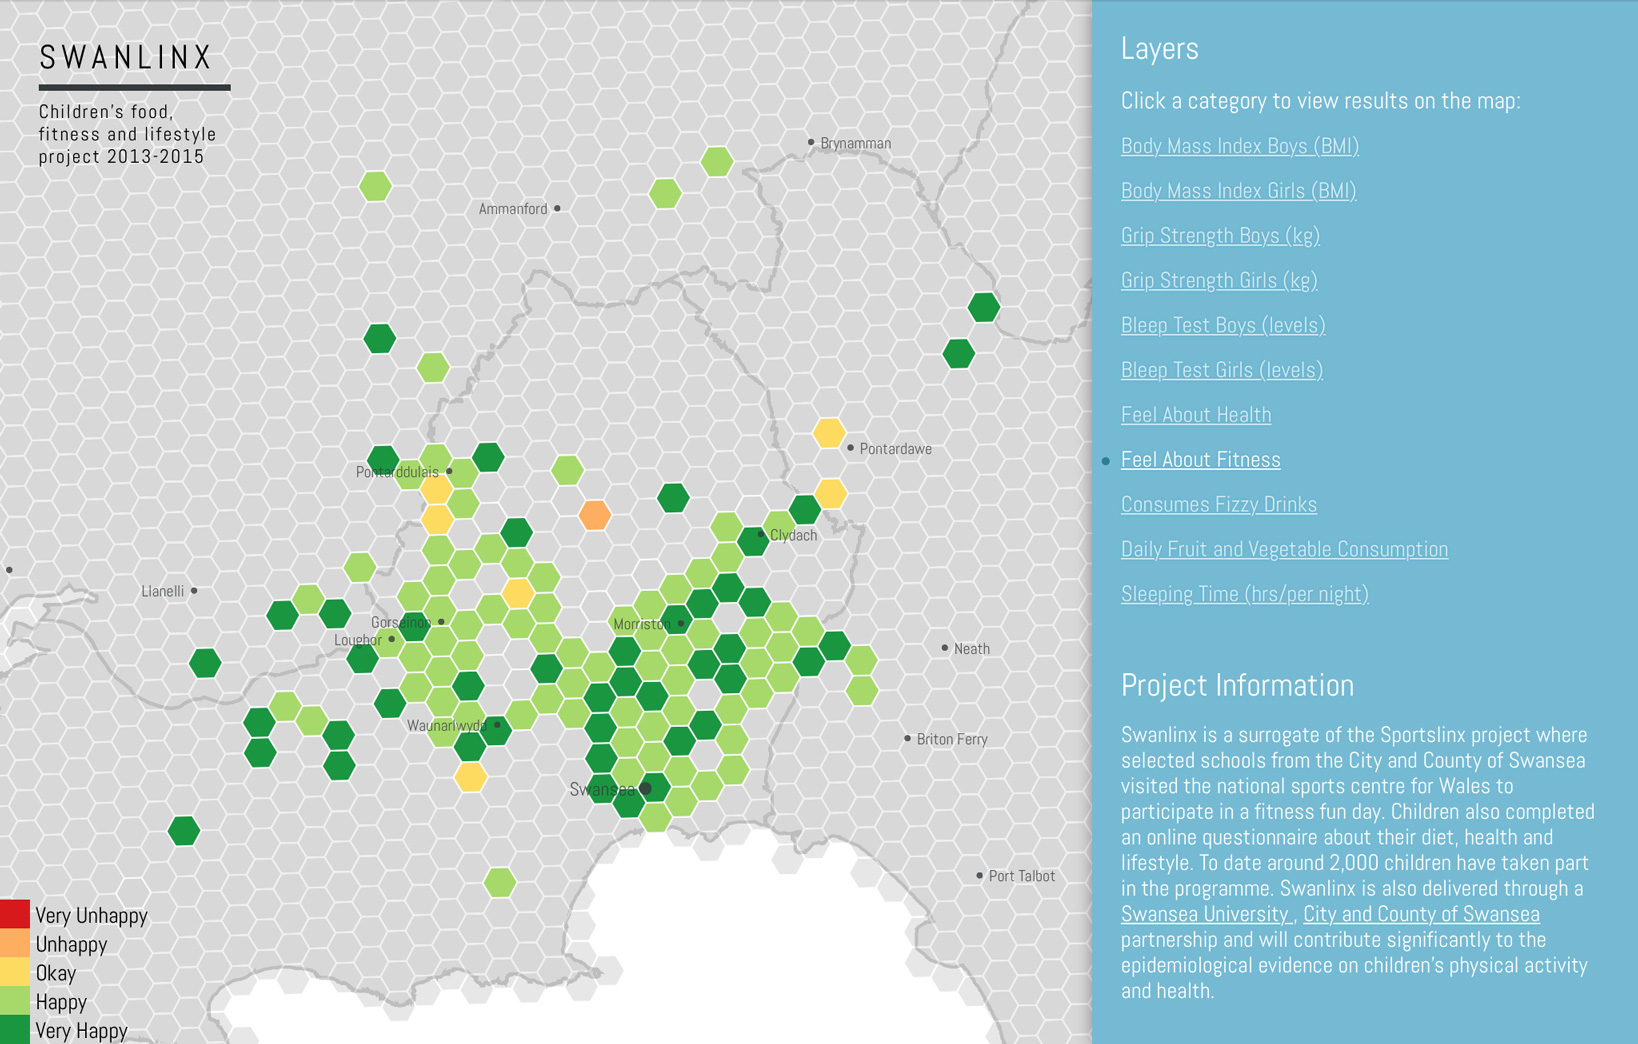 SWANLINX
Children's food,
fitness and lifestyle
project 2013-2015
Brynamman
Ammanford
Pontardawe
Pontarddulais
Clydach
Llanelli
Gorseinon
Morriston
Loughor
Neath
Waunarlwydd
Briton Ferry
Swansea
Port Talbot
Very Unhappy
Unhappy
Okay
Happy
Very Happy
Layers
Click a category to view results on the map:
Body Mass Index Boys (BMI)
Body Mass Index Girls (BMI)
Grip Strength Boys (kg)
Grip Strength Girls (kg)
Bleep Test Boys (levels)
Bleep Test Girls (levels)
Feel About Health
Feel About Fitness
Consumes Fizzy Drinks
Daily Fruit and Vegetable Consumption
Sleeping Time (hrs/per night)
Project Information
Swanlinx is a surrogate of the Sportslinx project where
selected schools from the City and County of Swansea
visited the national sports centre for Wales to
participate in a fitness fun day. Children also completed
an online questionnaire about their diet, health and
lifestyle. To date around 2,000 children have taken part
in the programme. Swanlinx is also delivered through a
Swansea University , City and County of Swansea
partnership and will contribute significantly to the
epidemiological evidence on children's physical activity
and health.